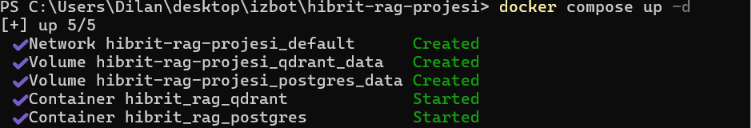 PS C:\Users\Dilan\desktop\izbot\hibrit-rag-projesi> docker compose up -d
[+] up 5/5
✔Network hibrit-rag-projesi_default Created
✔Volume hibrit-rag-projesi_qdrant_data Created
✔Volume hibrit-rag-projesi_postgres_data Created
✔Container hibrit_rag_qdrant Started
✔Container hibrit_rag_postgres Started